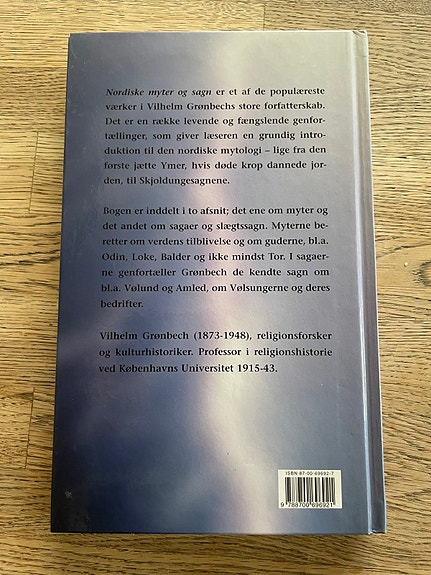 Nordiske myter og sagn er et af de populæreste
værker i Vilhelm Grønbechs store forfatterskab.
Det er en række levende og fængslende genfor-
tællinger, som giver læseren en grundig intro-
duktion til den nordiske mytologi – lige fra den
første jætte Ymer, hvis døde krop dannede jor-
den, til Skjoldungesagnene.
Bogen er inddelt i to afsnit; det ene om myter og
det andet om sagaer og slægtssagn. Myterne be-
retter om verdens tilblivelse og om guderne, bl.a.
Odin, Loke, Balder og ikke mindst Tor. I sagaer-
ne genfortæller Grønbech de kendte sagn om
bl.a. Vølund og Amled, om Vølsungerne og deres
bedrifter.
Vilhelm Grønbech (1873-1948), religionsforsker
og kulturhistoriker. Professor i religionshistorie
ved Københavns Universitet 1915-43.
ISBN 87-00-69692-7
9 788700 696921